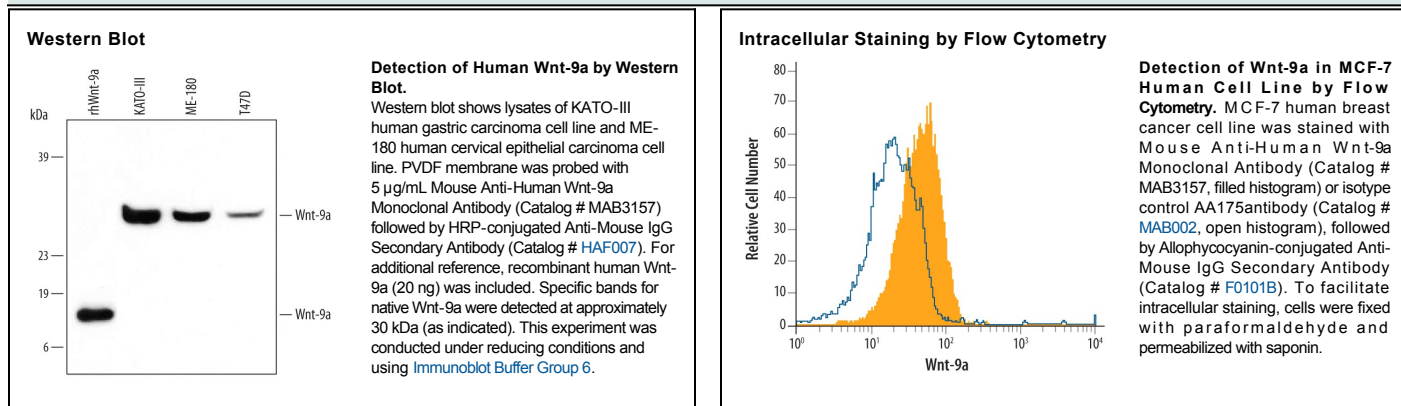 Western Blot
kDa
rhWnt-9a
KATO-III
ME-180
T47D
39
23
19
6
Wnt-9a
Wnt-9a
Detection of Human Wnt-9a by Western
Blot.
Western blot shows lysates of KATO-III
human gastric carcinoma cell line and ME-
180 human cervical epithelial carcinoma cell
line. PVDF membrane was probed with
5 µg/mL Mouse Anti-Human Wnt-9a
Monoclonal Antibody (Catalog # MAB3157)
followed by HRP-conjugated Anti-Mouse IgG
Secondary Antibody (Catalog # HAF007). For
additional reference, recombinant human Wnt-
9a (20 ng) was included. Specific bands for
native Wnt-9a were detected at approximately
30 kDa (as indicated). This experiment was
conducted under reducing conditions and
using Immunoblot Buffer Group 6.
Intracellular Staining by Flow Cytometry
Relative Cell Number
80
70
60
50
40
30
20
10
0
10⁰
10¹
10²
10³
10⁴
Wnt-9a
Detection of Wnt-9a in MCF-7
Human Cell Line by Flow
Cytometry. MCF-7 human breast
cancer cell line was stained with
Mouse Anti-Human Wnt-9a
Monoclonal Antibody (Catalog #
MAB3157, filled histogram) or isotype
control AA175antibody (Catalog #
MAB002, open histogram), followed
by Allophycocyanin-conjugated Anti-
Mouse IgG Secondary Antibody
(Catalog # F0101B). To facilitate
intracellular staining, cells were fixed
with paraformaldehyde and
permeabilized with saponin.